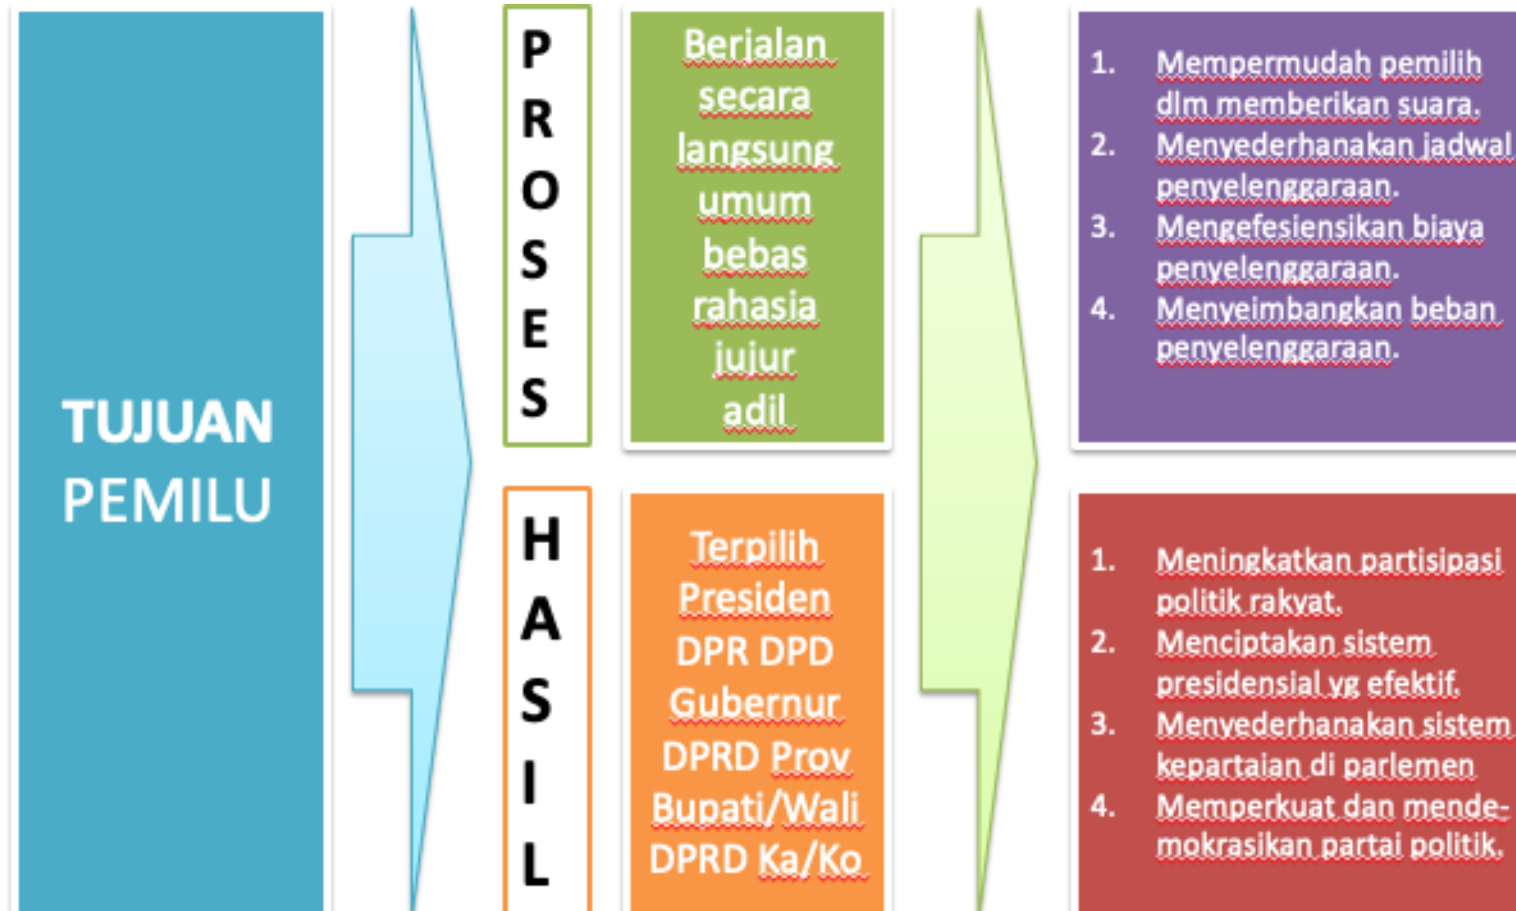 TUJUAN
PEMILU
PROSES
Berjalan
secara
langsung
umum
bebas
rahasia
jujur
adil
1. Mempermudah pemilih
dlm memberikan suara.
2. Menyederhanakan jadwal
penyelenggaraan.
3. Mengefesiensikan biaya
penyelenggaraan.
4. Menyeimbangkan beban
penyelenggaraan.
HASIL
Terpilih
Presiden
DPR DPD
Gubernur
DPRD Prov
Bupati/Wali
DPRD Ka/Ko
1. Meningkatkan partisipasi
politik rakyat.
2. Menciptakan sistem
presidensial yg efektif.
3. Menyederhanakan sistem
kepartaian di parlemen
4. Memperkuat dan mende-
mokrasikan partai politik.